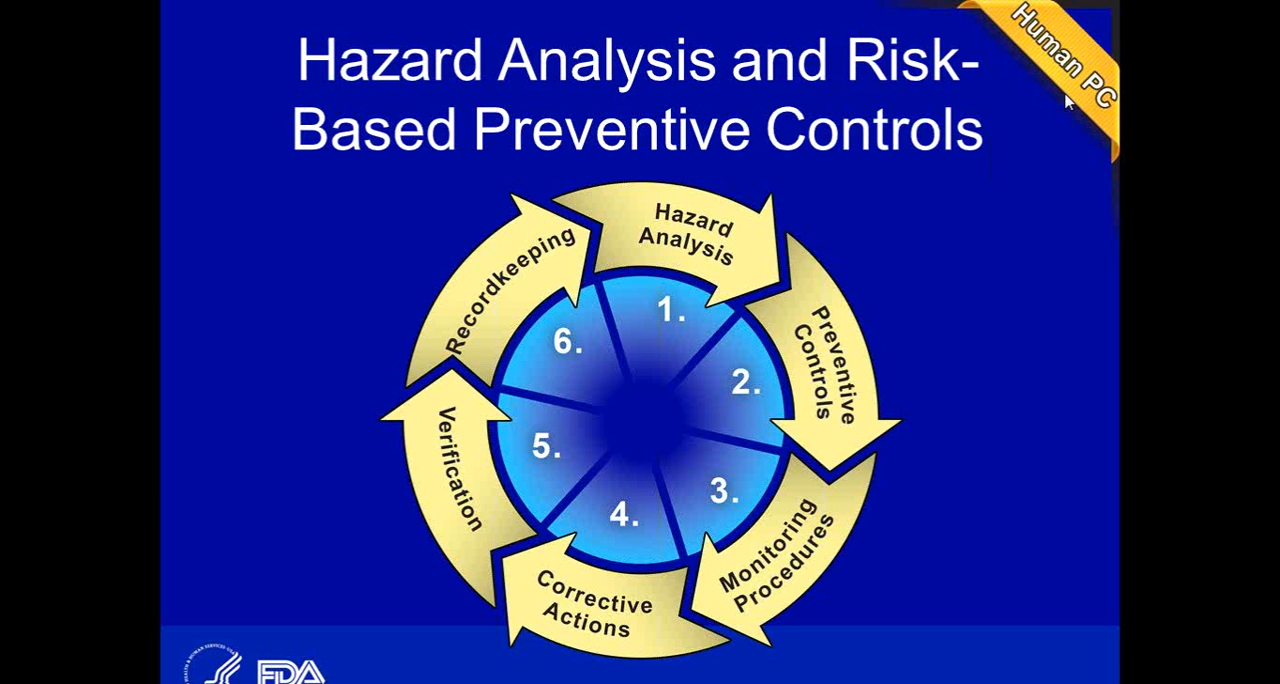 Hazard Analysis and Risk-
Based Preventive Controls
Human PC
Hazard
Analysis
1.
Preventive
Controls
2.
Monitoring
Procedures
3.
Corrective
Actions
4.
Verification
5.
Recordkeeping
6.
FDA